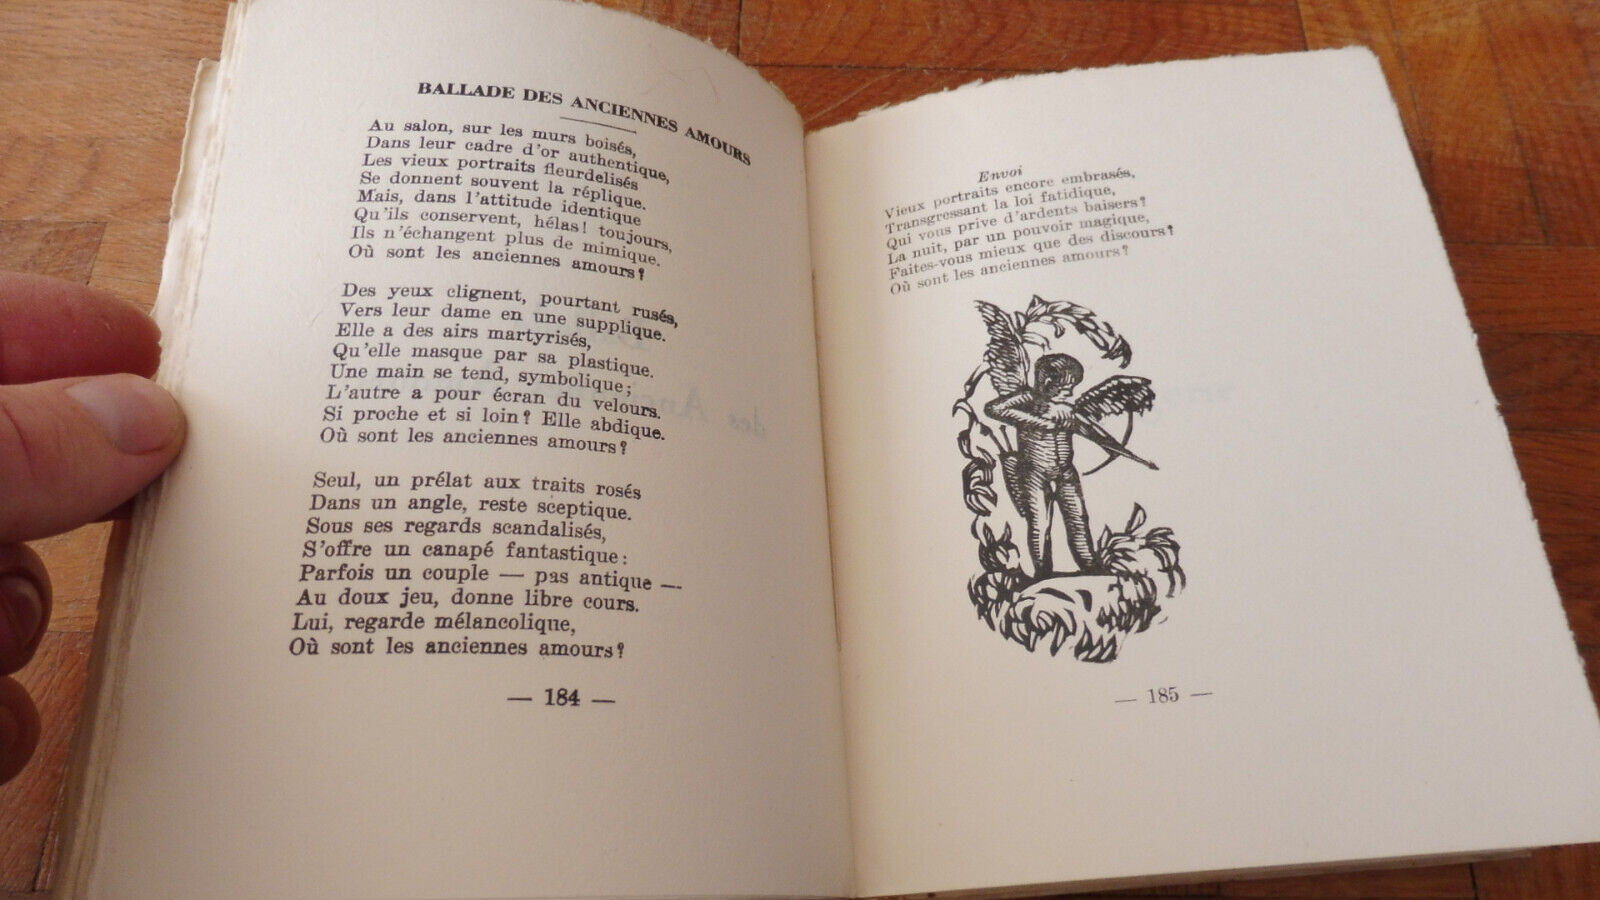 BALLADE DES ANCIENNES AMOURS
Au salon, sur les murs boisés,
Dans leur cadre d'or authentique,
Les vieux portraits fleurdelisés
Se donnent souvent la réplique.
Mais, dans l'attitude identique
Qu'ils conservent, hélas! toujours,
Ils n'échangent plus de mimique.
Où sont les anciennes amours?
Des yeux clignent, pourtant rusés,
Vers leur dame en une supplique.
Elle a des airs martyrisés,
Qu'elle masque par sa plastique.
Une main se tend, symbolique;
L'autre a pour écran du velours.
Si proche et si loin? Elle abdique.
Où sont les anciennes amours?
Seul, un prélat aux traits rosés
Dans un angle, reste sceptique.
Sous ses regards scandalisés,
S'offre un canapé fantastique:
Parfois un couple — pas antique —
Au doux jeu, donne libre cours.
Lui, regarde mélancolique,
Où sont les anciennes amours?
— 184 —
Envoi
Vieux portraits encore embrasés,
Transgressant la loi fatidique,
Qui vous prive d'ardents baisers?
La nuit, par un pouvoir magique,
Faites-vous mieux que des discours?
Où sont les anciennes amours?
— 185 —